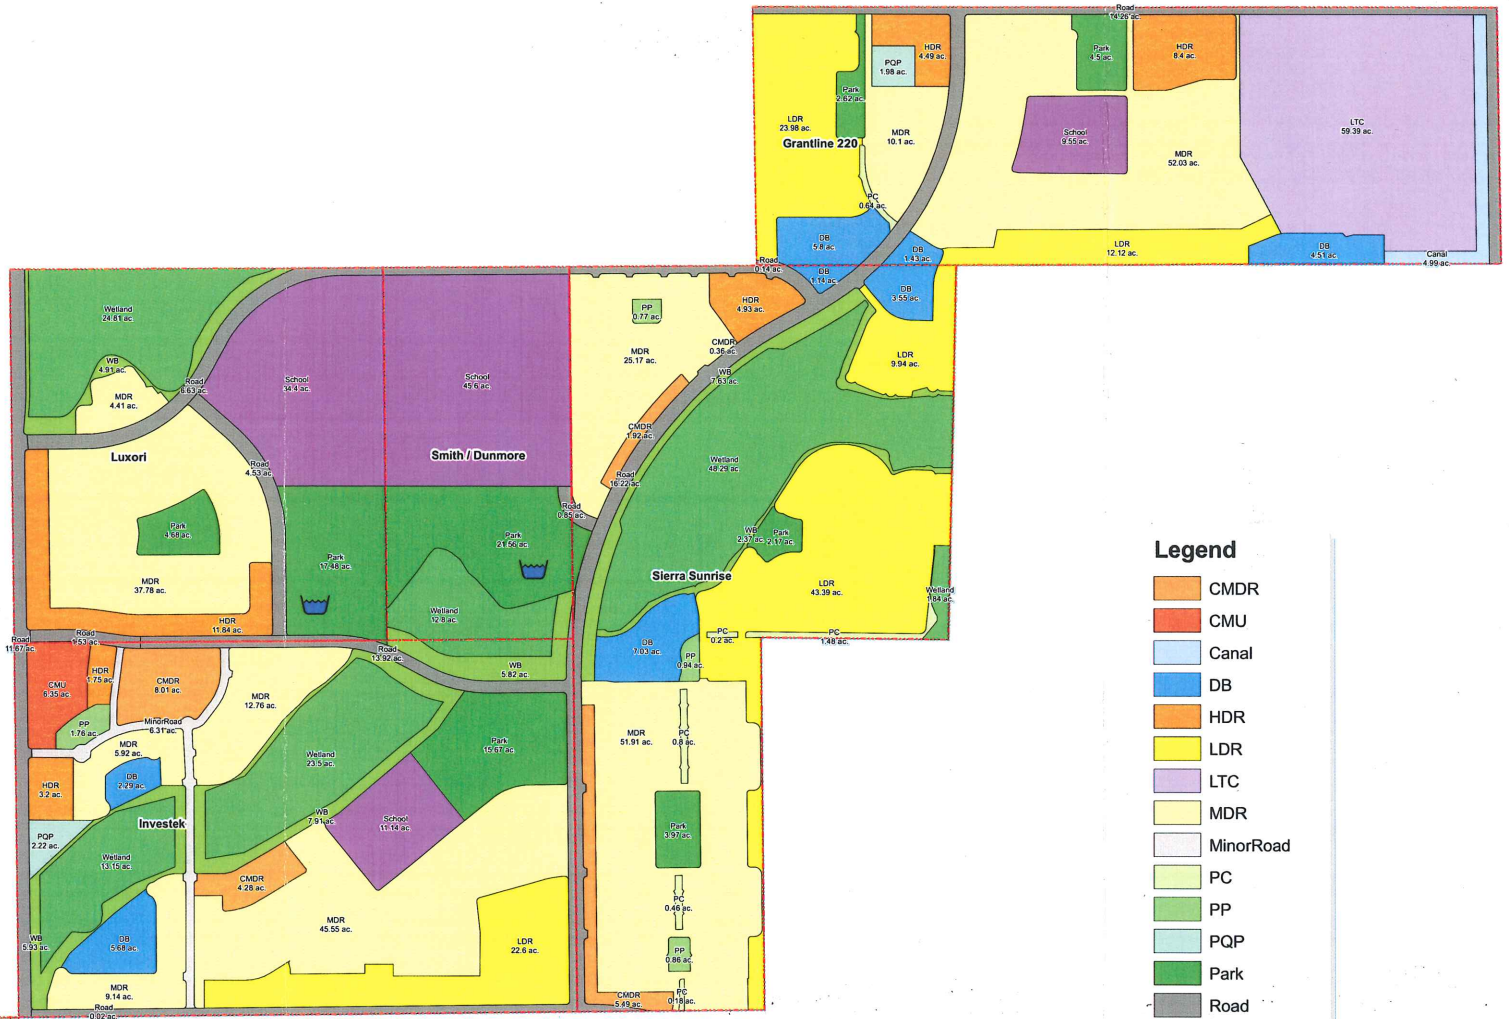 Road
14.26 ac.
HDR
4.49 ac.
PQP
1.98 ac.
Park
4.5 ac.
HDR
8.4 ac.
Park
2.62 ac.
LDR
23.98 ac.
Grantline 220
MDR
10.1 ac.
School
9.55 ac.
MDR
52.03 ac.
LTC
59.39 ac.
PC
0.64 ac.
DB
5.8 ac.
DB
1.43 ac.
LDR
12.12 ac.
DB
4.51 ac.
Canal
4.99 ac.
Road
0.14 ac.
DB
1.14 ac.
DB
3.55 ac.
Wetland
24.81 ac.
PP
0.77 ac.
HDR
4.93 ac.
CMDR
0.36 ac.
MDR
25.17 ac.
LDR
9.94 ac.
WB
4.91 ac.
WB
7.63 ac.
Road
6.63 ac.
School
34.4 ac.
School
45.6 ac.
MDR
4.41 ac.
CMDR
1.92 ac.
Luxori
Smith / Dunmore
Road
4.53 ac.
Wetland
48.29 ac.
Road
16.22 ac.
Road
0.85 ac.
Park
4.68 ac.
Park
17.48 ac.
Park
21.56 ac.
WB
2.37 ac.
Park
2.17 ac.
Sierra Sunrise
MDR
37.78 ac.
LDR
43.39 ac.
Wetland
1.84 ac.
Wetland
12.8 ac.
HDR
11.84 ac.
Road
11.67 ac.
Road
1.53 ac.
PC
0.2 ac.
PC
1.48 ac.
Road
13.92 ac.
DB
7.03 ac.
PP
0.94 ac.
WB
5.82 ac.
CMU
6.35 ac.
HDR
1.75 ac.
CMDR
8.01 ac.
MDR
12.76 ac.
PP
1.76 ac.
MinorRoad
6.31 ac.
MDR
5.92 ac.
Wetland
23.5 ac.
Park
15.67 ac.
MDR
51.91 ac.
PC
0.8 ac.
HDR
3.2 ac.
DB
2.29 ac.
WB
7.91 ac.
School
11.14 ac.
Investek
Park
3.97 ac.
PQP
2.22 ac.
Wetland
13.15 ac.
CMDR
4.28 ac.
PC
0.46 ac.
MDR
45.55 ac.
WB
5.93 ac.
DB
5.68 ac.
LDR
22.6 ac.
PP
0.86 ac.
MDR
9.14 ac.
CMDR
5.49 ac.
PC
0.18 ac.
Road
0.02 ac.
Legend
CMDR
CMU
Canal
DB
HDR
LDR
LTC
MDR
MinorRoad
PC
PP
PQP
Park
Road